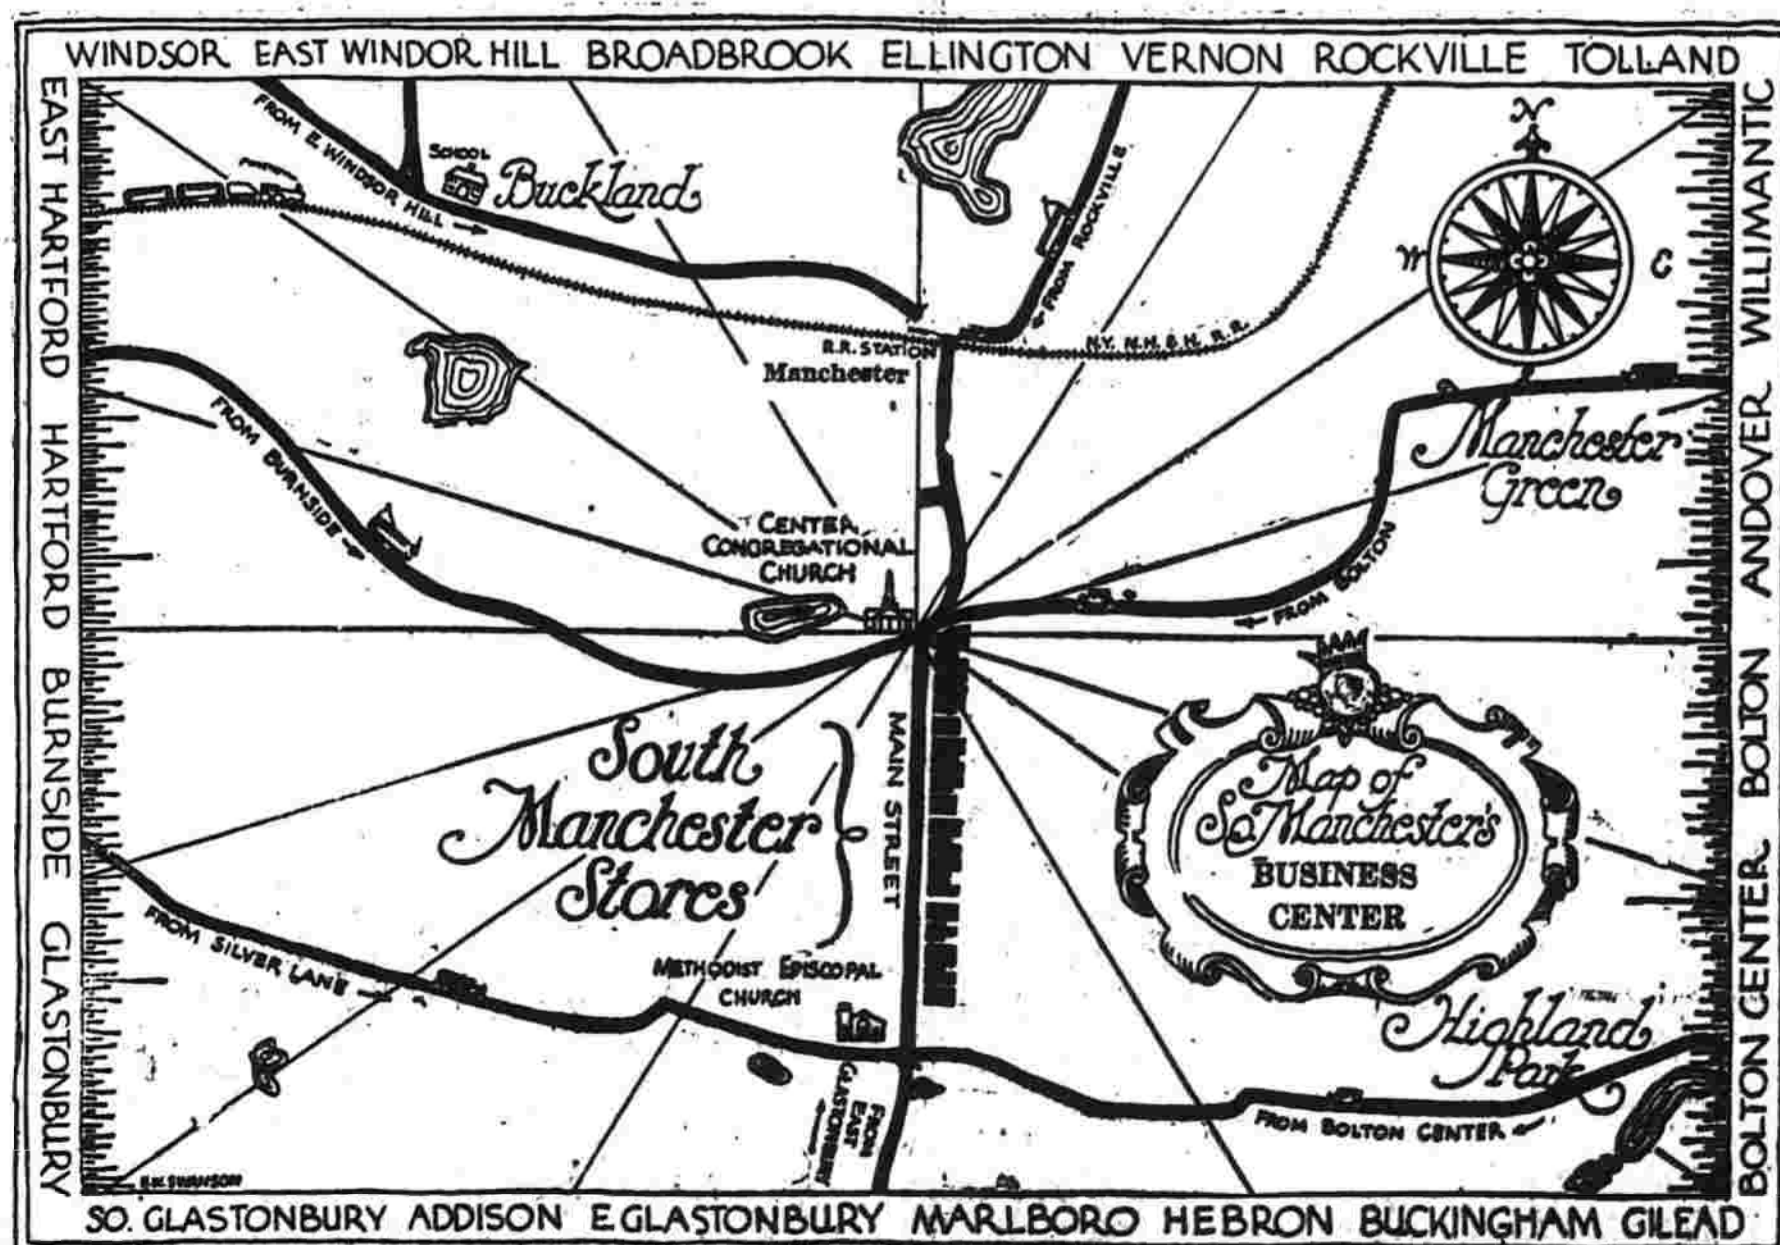 WINDSOR EAST WINDOR HILL BROADBROOK ELLINGTON VERNON ROCKVILLE TOLLAND
EAST HARTFORD HARTFORD BURNSIDE GLASTONBURY
FROM E. WINDSOR HILL
SCHOOL
Buckland
FROM ROCKVILLE
N
W
E
R.R. STATION
Manchester
N.Y. N.H. & H. R.R.
FROM BURNSIDE
Manchester
Green
CENTER
CONGREGATIONAL
CHURCH
FROM BOLTON
South
Manchester
Stores
MAIN STREET
Map of
So. Manchester's
BUSINESS
CENTER
FROM SILVER LANE
METHODIST EPISCOPAL
CHURCH
Highland
Park
FROM
EAST
GLASTONBURY
FROM BOLTON CENTER
SWANSON
BOLTON CENTER BOLTON ANDOVER WILLIMANTIC
SO. GLASTONBURY ADDISON E GLASTONBURY MARLBORO HEBRON BUCKINGHAM GILEAD